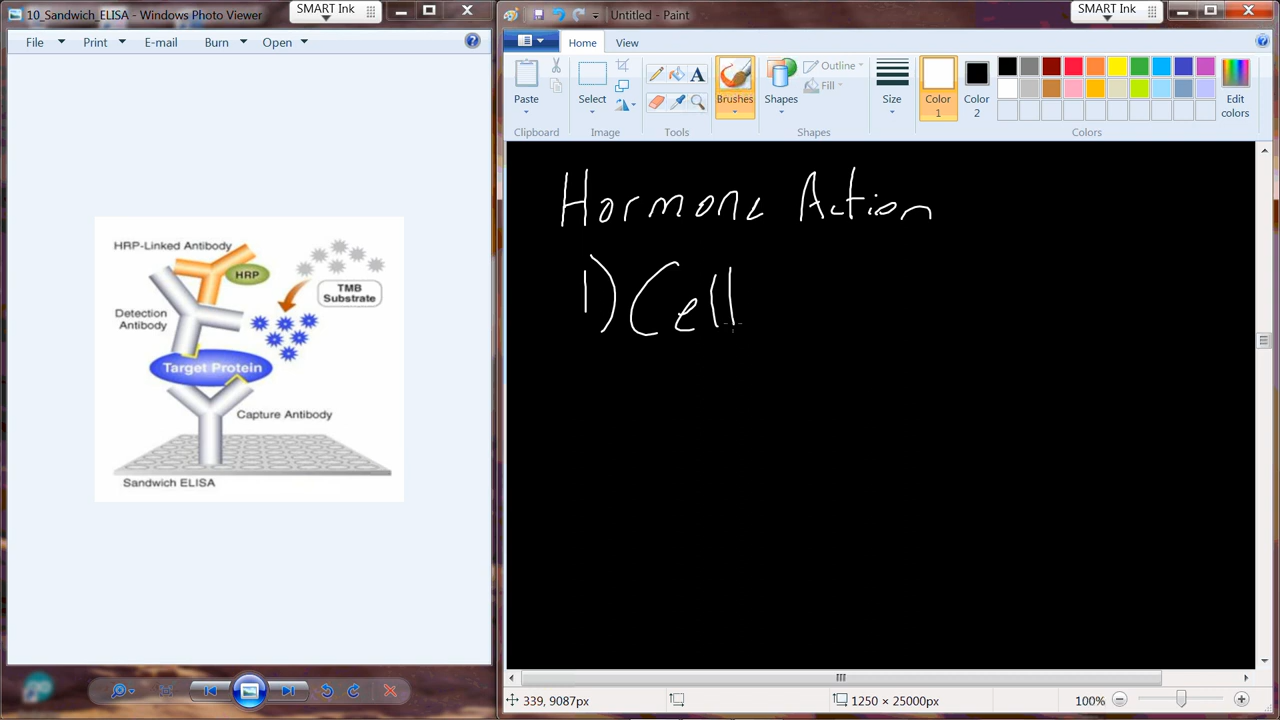 10_Sandwich_ELISA - Windows Photo Viewer
SMART Ink
File
Print
E-mail
Burn
Open
HRP-Linked Antibody
HRP
TMB
Substrate
Detection
Antibody
Target Protein
Capture Antibody
Sandwich ELISA
Untitled - Paint
SMART Ink
Home
View
Paste
Select
Brushes
Shapes
Outline
Fill
Size
Color
1
Color
2
Edit
colors
Clipboard
Image
Tools
Shapes
Colors
Hormone Action
1) Cell
339, 9087px
1250 × 25000px
100%